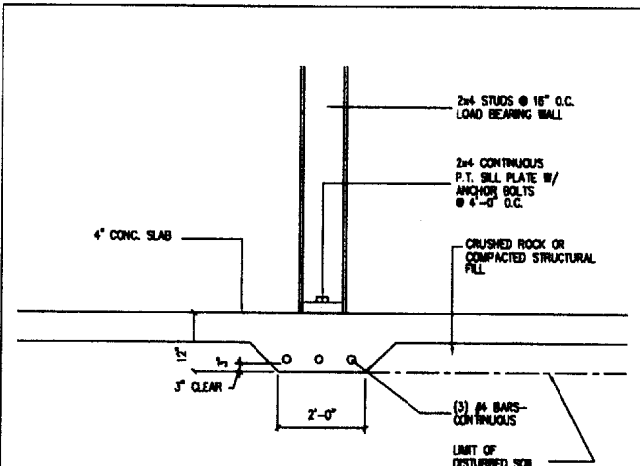 2x4 STUDS @ 16" O.C.
LOAD BEARING WALL
2x4 CONTINUOUS
P.T. SILL PLATE W/
ANCHOR BOLTS
@ 4'-0" O.C.
4" CONC. SLAB
CRUSHED ROCK OR
COMPACTED STRUCTURAL
FILL
12"
3"
3" CLEAR
2'-0"
(3) #4 BARS-
CONTINUOUS
LIMIT OF
DISTURBED SOIL